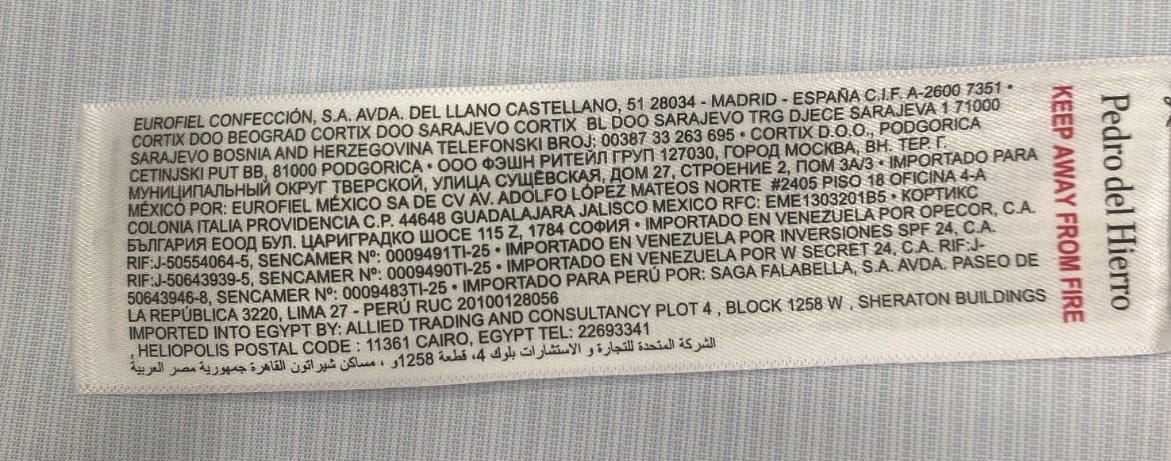 EUROFIEL CONFECCIÓN, S.A. AVDA. DEL LLANO CASTELLANO, 51 28034 - MADRID - ESPAÑA C.I.F. A-2600 7351 •
CORTIX DOO BEOGRAD CORTIX DOO SARAJEVO CORTIX BL DOO SARAJEVO TRG DJECE SARAJEVA 1 71000
SARAJEVO BOSNIA AND HERZEGOVINA TELEFONSKI BROJ: 00387 33 263 695 • CORTIX D.O.O., PODGORICA
CETINJSKI PUT BB, 81000 PODGORICA • ООО ФЭШН РИТЕЙЛ ГРУП 127030, ГОРОД МОСКВА, ВН. ТЕР Г.
МУНИЦИПАЛЬНЫЙ ОКРУГ ТВЕРСКОЙ, УЛИЦА СУЩЁВСКАЯ, ДОМ 27, СТРОЕНИЕ 2, ПОМ 3А/3 • IMPORTADO PARA
MÉXICO POR: EUROFIEL MÉXICO SA DE CV AV. ADOLFO LÓPEZ MATEOS NORTE #2405 PISO 18 OFICINA 4-A
COLONIA ITALIA PROVIDENCIA C.P. 44648 GUADALAJARA JALISCO MEXICO RFC: EME1303201B5 • КОРТИКС
БЪЛГАРИЯ ЕООД БУЛ. ЦАРИГРАДКО ШОСЕ 115 Z, 1784 СОФИЯ • IMPORTADO EN VENEZUELA POR OPECOR, C.A.
RIF:J-50554064-5, SENCAMER Nº: 0009491TI-25 • IMPORTADO EN VENEZUELA POR INVERSIONES SPF 24, C.A.
RIF:J-50643939-5, SENCAMER Nº: 0009490TI-25 • IMPORTADO EN VENEZUELA POR W SECRET 24, C.A. RIF:J-
50643946-8, SENCAMER Nº: 0009483TI-25 • IMPORTADO PARA PERÚ POR: SAGA FALABELLA, S.A. AVDA. PASEO DE
LA REPÚBLICA 3220, LIMA 27 - PERÚ RUC 20100128056
IMPORTED INTO EGYPT BY: ALLIED TRADING AND CONSULTANCY PLOT 4 , BLOCK 1258 W , SHERATON BUILDINGS
, HELIOPOLIS POSTAL CODE : 11361 CAIRO, EGYPT TEL: 22693341
الشركة المتحدة للتجارة و الاستشارات بلوك 4، قطعة 1258و ، مساكن شيراتون القاهرة جمهورية مصر العربية
KEEP AWAY FROM FIRE
Pedro del Hierro